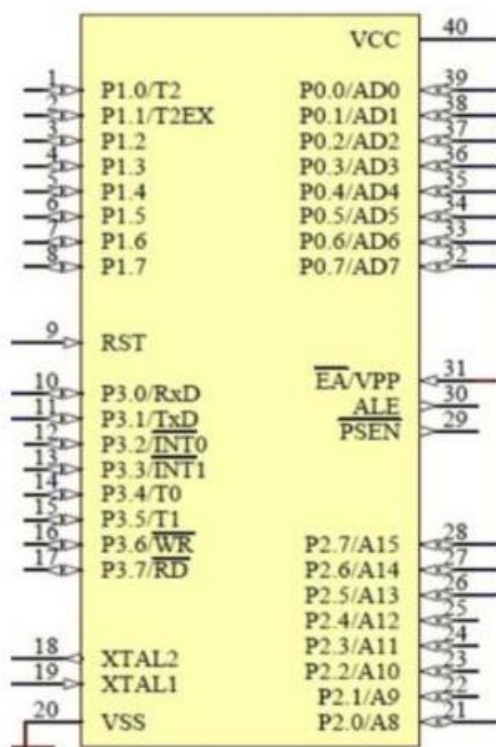 VCC 40
1 P1.0/T2 P0.0/AD0 39
2 P1.1/T2EX P0.1/AD1 38
3 P1.2 P0.2/AD2 37
4 P1.3 P0.3/AD3 36
5 P1.4 P0.4/AD4 35
6 P1.5 P0.5/AD5 34
7 P1.6 P0.6/AD6 33
8 P1.7 P0.7/AD7 32
9 RST
EA/VPP 31
10 P3.0/RxD
ALE 30
11 P3.1/TxD
PSEN 29
12 P3.2/INT0
13 P3.3/INT1
14 P3.4/T0
15 P3.5/T1
16 P3.6/WR P2.7/A15 28
17 P3.7/RD P2.6/A14 27
P2.5/A13 26
P2.4/A12 25
P2.3/A11 24
18 XTAL2 P2.2/A10 23
19 XTAL1 P2.1/A9 22
20 VSS P2.0/A8 21